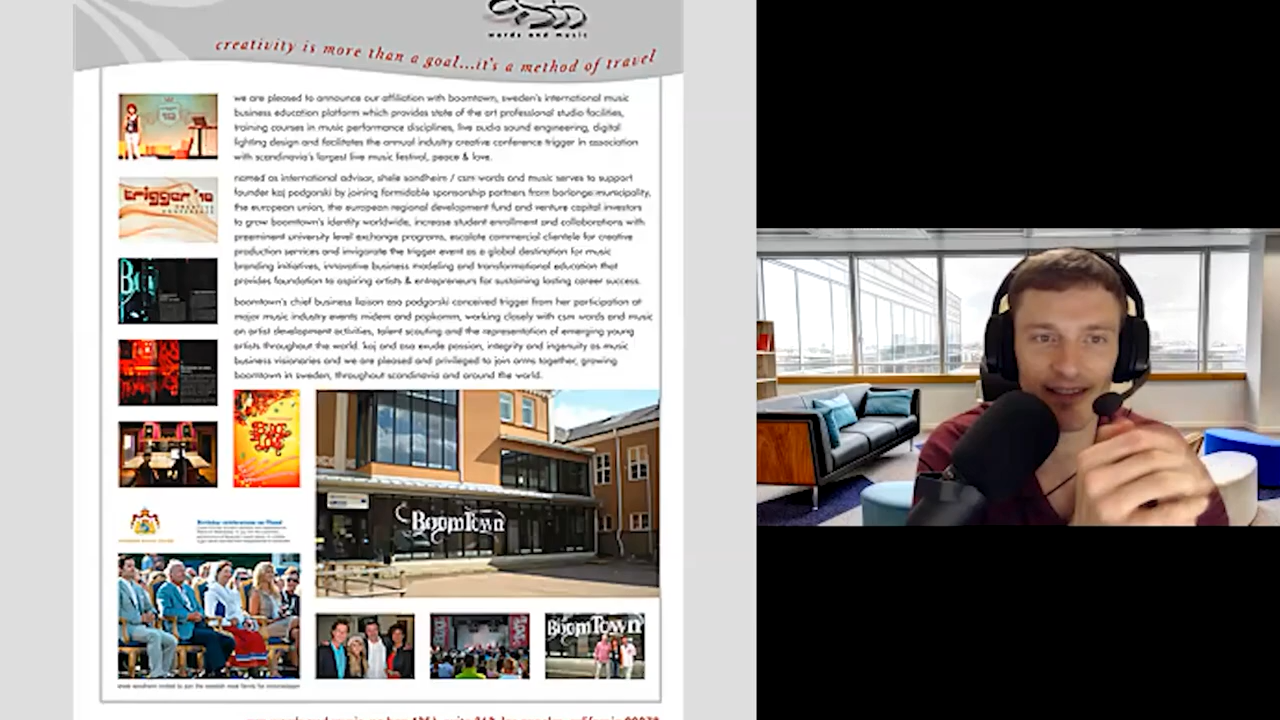 words and music
creativity is more than a goal...it's a method of travel
we are pleased to announce our affiliation with boomtown, sweden's international music
business education platform which provides state of the art professional studio facilities,
training courses in music performance disciplines, live audio sound engineering, digital
lighting design and facilitates the annual industry creative conference trigger in association
with scandinavia's largest live music festival, peace & love.
named as international advisor, shele sondheim / csm words and music serves to support
founder kaj podgorski by joining formidable sponsorship partners from borlange municipality,
the european union, the european regional development fund and venture capital investors
to grow boomtown's identity worldwide, increase student enrollment and collaborations with
preeminent university level exchange programs, escalate commercial clientele for creative
production services and invigorate the trigger event as a global destination for music
branding initiatives, innovative business modeling and transformational education that
provides foundation to aspiring artists & entrepreneurs for sustaining lasting career success.
boomtown's chief business liaison asa podgorski conceived trigger from her participation at
major music industry events midem and popkomm, working closely with csm words and music
on artist development activities, talent scouting and the representation of emerging young
artists throughout the world. kaj and asa exude passion, integrity and ingenuity as music
business visionaries and we are pleased and privileged to join arms together, growing
boomtown in sweden, throughout scandinavia and around the world.
trigger '10
CREATIVE
CONFERENCE
B
PEACE
LOVE
BOOMTOWN
BOOMTOWN